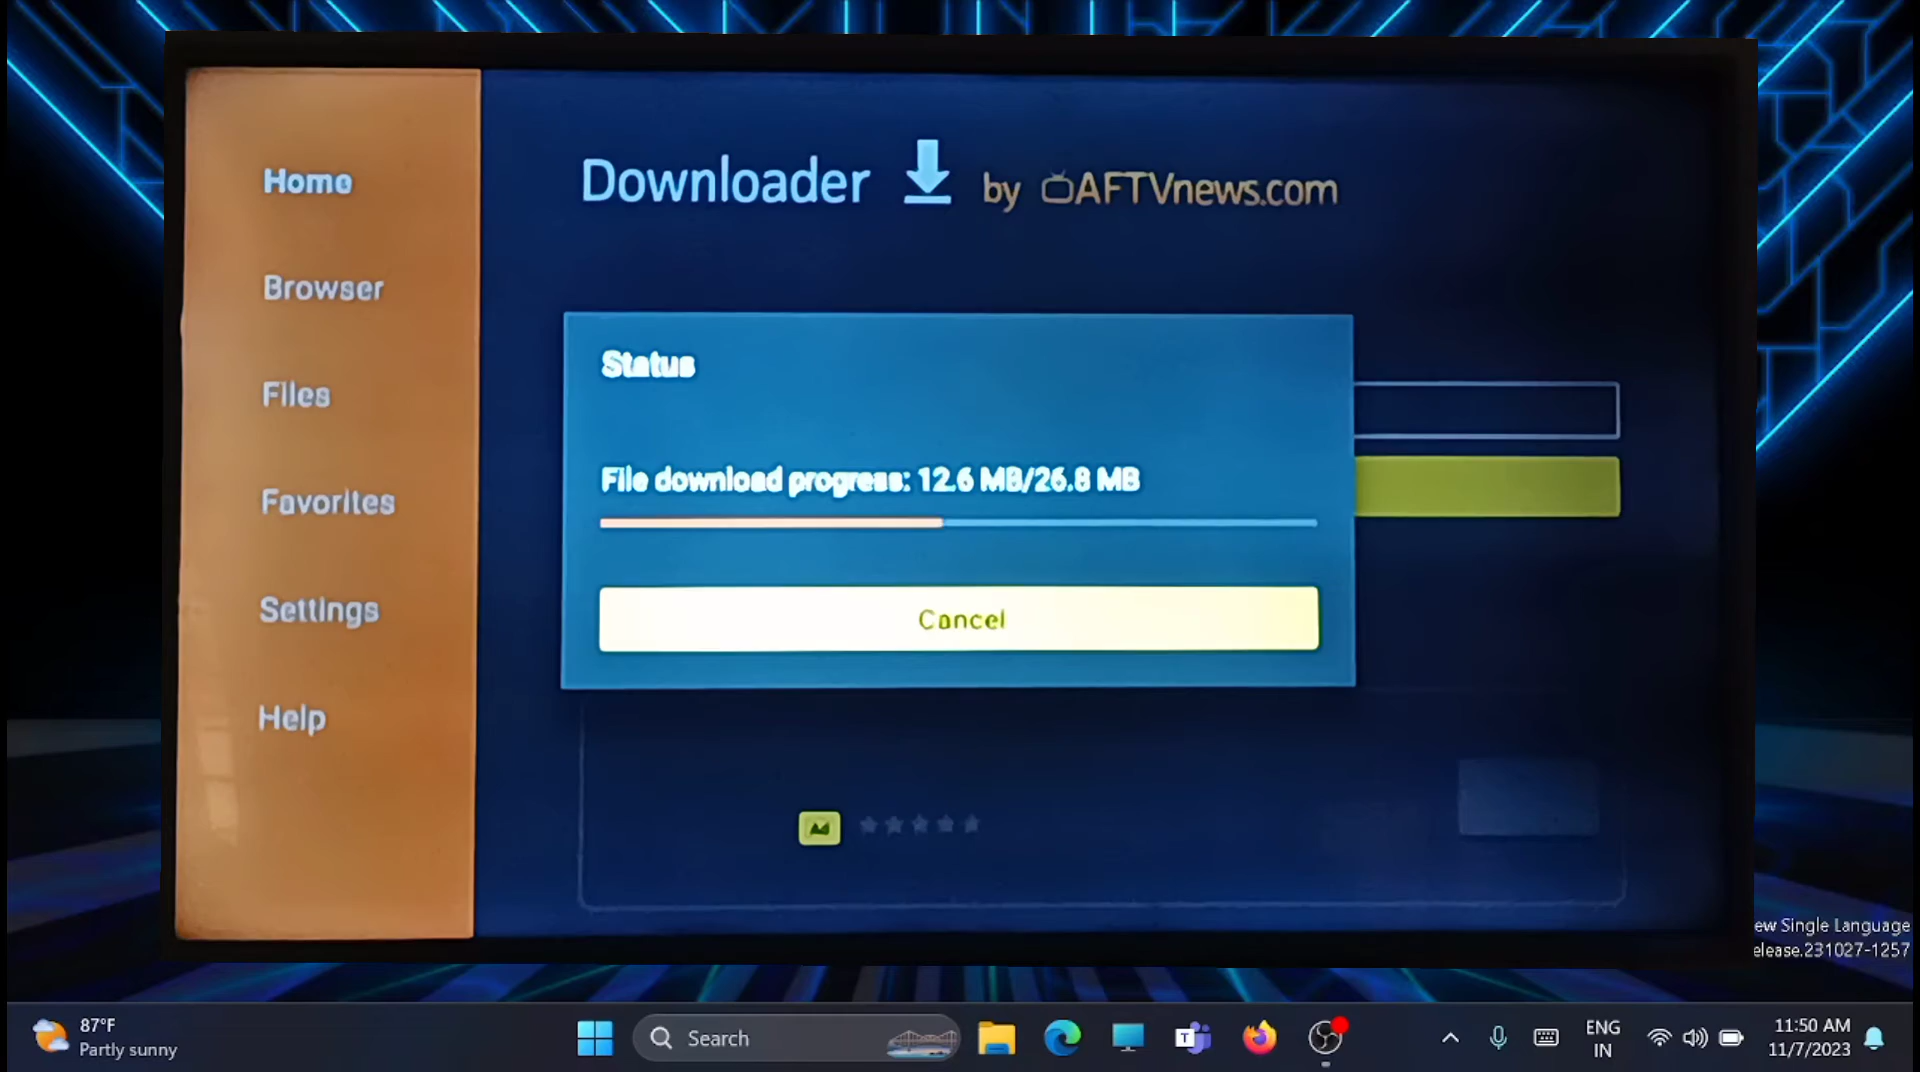 Home
Browser
Files
Favorites
Settings
Help
Downloader by AFTVnews.com
Status
File download progress: 12.6 MB/26.8 MB
Cancel
ew Single Language
elease.231027-1257
87°F
Partly sunny
Search
ENG
IN
11:50 AM
11/7/2023